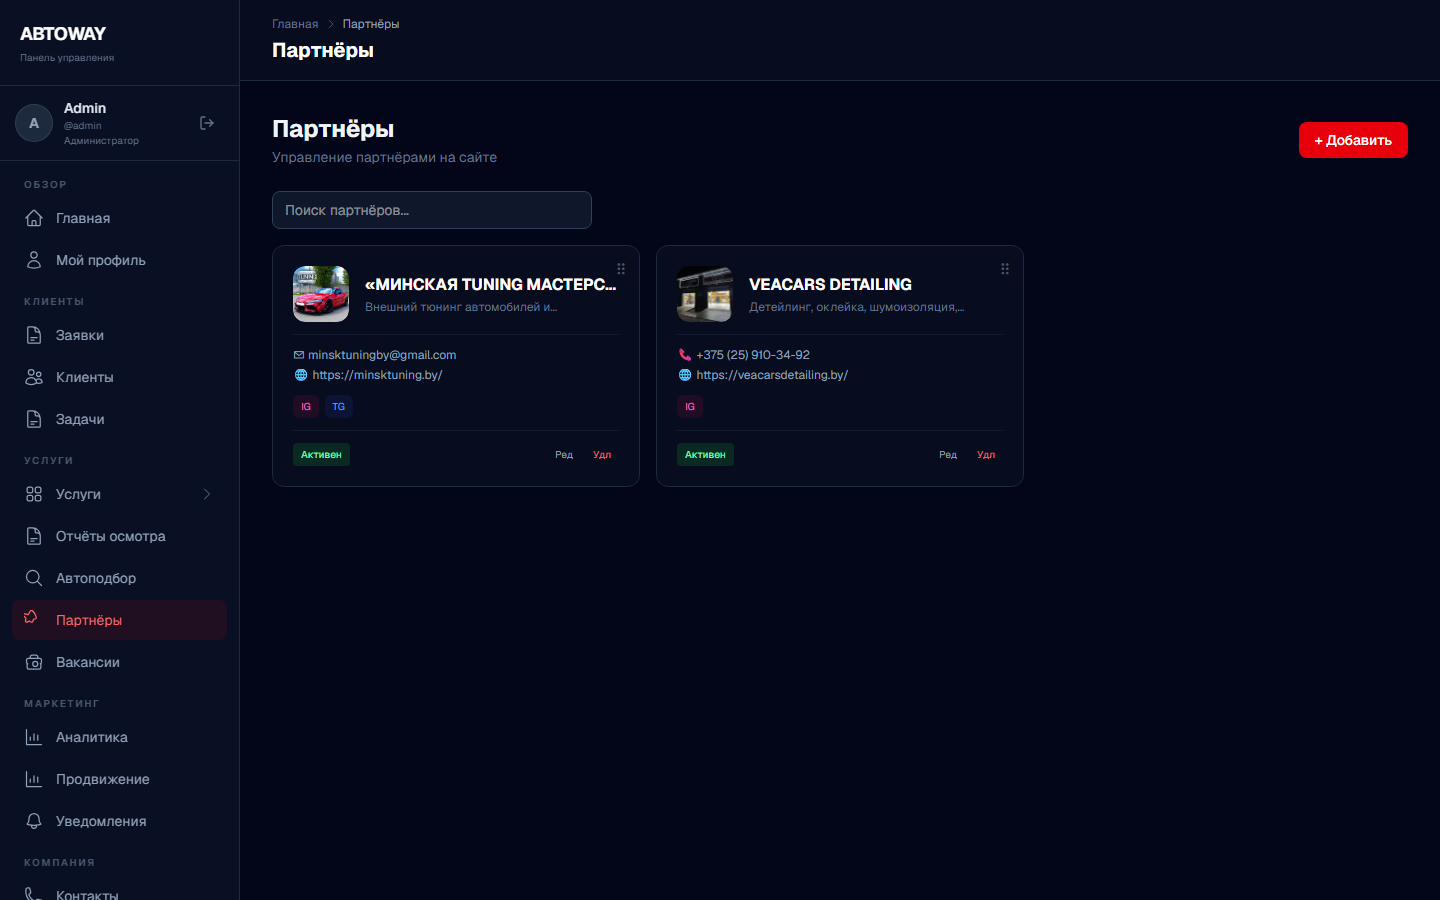 АВТОWAY
Панель управления
A
Admin
@admin
Администратор
ОБЗОР
Главная
Мой профиль
КЛИЕНТЫ
Заявки
Клиенты
Задачи
УСЛУГИ
Услуги
Отчёты осмотра
Автоподбор
Партнёры
Вакансии
МАРКЕТИНГ
Аналитика
Продвижение
Уведомления
КОМПАНИЯ
Контакты
Главная > Партнёры
Партнёры
Партнёры
Управление партнёрами на сайте
+ Добавить
Поиск партнёров...
«МИНСКАЯ TUNING МАСТЕРС...
Внешний тюнинг автомобилей и...
minsktuningby@gmail.com
https://minsktuning.by/
IG TG
Активен Ред Удл
VEACARS DETAILING
Детейлинг, оклейка, шумоизоляция,...
+375 (25) 910-34-92
https://veacarsdetailing.by/
IG
Активен Ред Удл